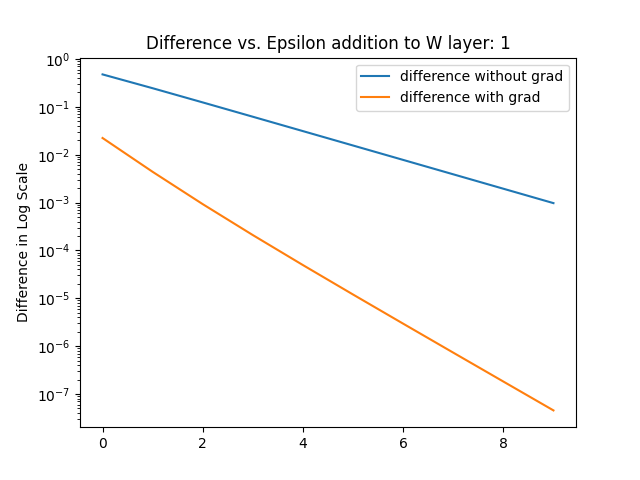 Difference vs. Epsilon addition to W layer: 1
difference without grad
difference with grad
Difference in Log Scale
10⁰
10⁻¹
10⁻²
10⁻³
10⁻⁴
10⁻⁵
10⁻⁶
10⁻⁷
0 2 4 6 8